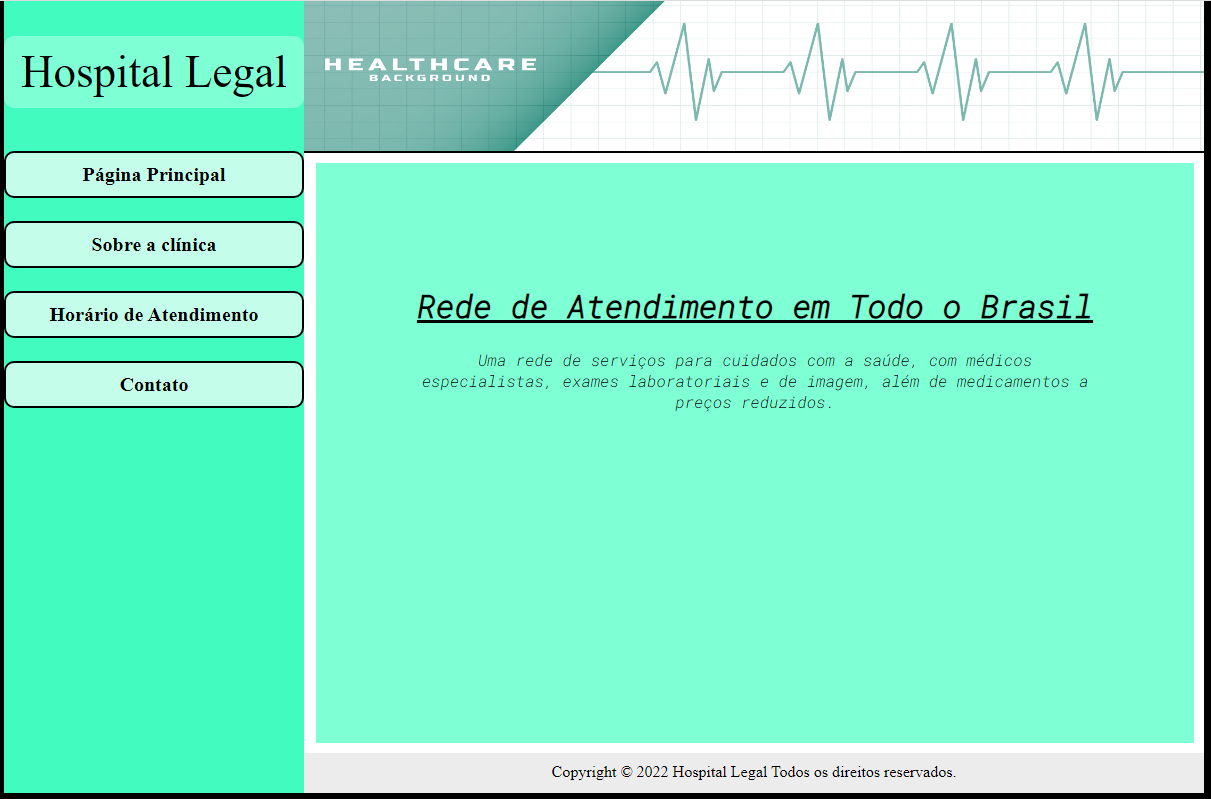 Hospital Legal
HEALTHCARE
BACKGROUND
Página Principal
Sobre a clínica
Horário de Atendimento
Contato
Rede de Atendimento em Todo o Brasil
Uma rede de serviços para cuidados com a saúde, com médicos
especialistas, exames laboratoriais e de imagem, além de medicamentos a
preços reduzidos.
Copyright © 2022 Hospital Legal Todos os direitos reservados.